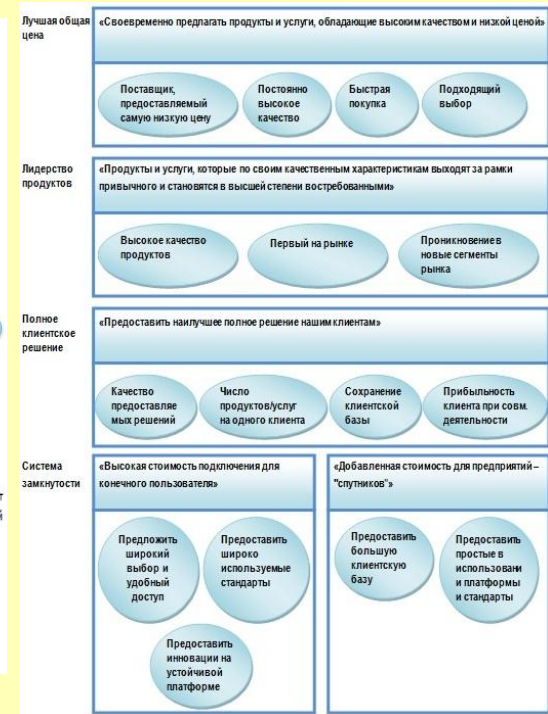 Лучшая общая
цена
«Своевременно предлагать продукты и услуги, обладающие высоким качеством и низкой ценой»
Поставщик,
предоставляемый
самую низкую цену
Постоянно
высокое
качество
Быстрая
покупка
Подходящий
выбор
Лидерство
продуктов
«Продукты и услуги, которые по своим качественным характеристикам выходят за рамки
привычного и становятся в высшей степени востребованными»
Высокое качество
продуктов
Первый на рынке
Проникновение в
новые сегменты
рынка
Полное
клиентское
решение
«Предоставить наилучшее полное решение нашим клиентам»
Качество
предоставляе
мых решений
Число
продуктов/услуг
на одного клиента
Сохранение
клиентской
базы
Прибыльность
клиента при совм.
деятельности
Система
замкнутости
«Высокая стоимость подключения для
конечного пользователя»
Предложить
широкий
выбор и
удобный
доступ
Предоставить
широко
используемые
стандарты
Предоставить
инновации на
устойчивой
платформе
«Добавленная стоимость для предприятий –
"спутников"»
Предоставить
большую
клиентскую
базу
Предоставить
простые в
использовани
и платформы
и стандарты